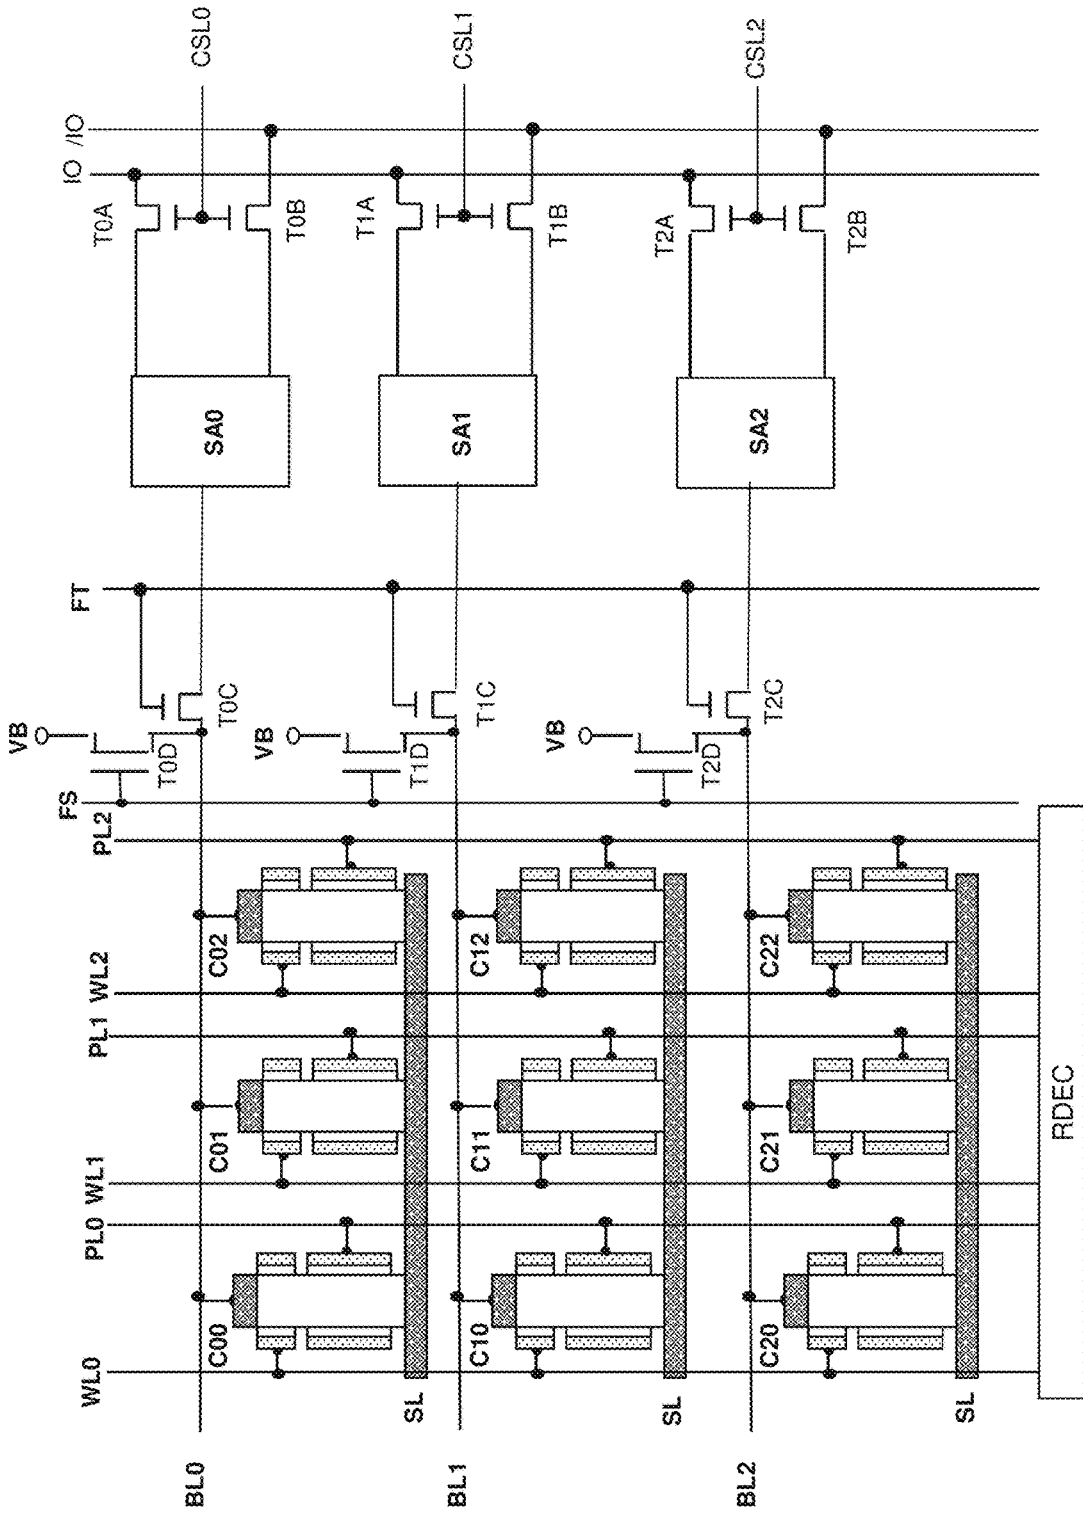 WL0
PL0
WL1
PL1
WL2
PL2
FS
FT
IO
/IO
BL0
C00
C01
C02
VB
T0D
T0C
SA0
T0A
T0B
CSL0
SL
BL1
C10
C11
C12
VB
T1D
T1C
SA1
T1A
T1B
CSL1
SL
BL2
C20
C21
C22
VB
T2D
T2C
SA2
T2A
T2B
CSL2
SL
RDEC